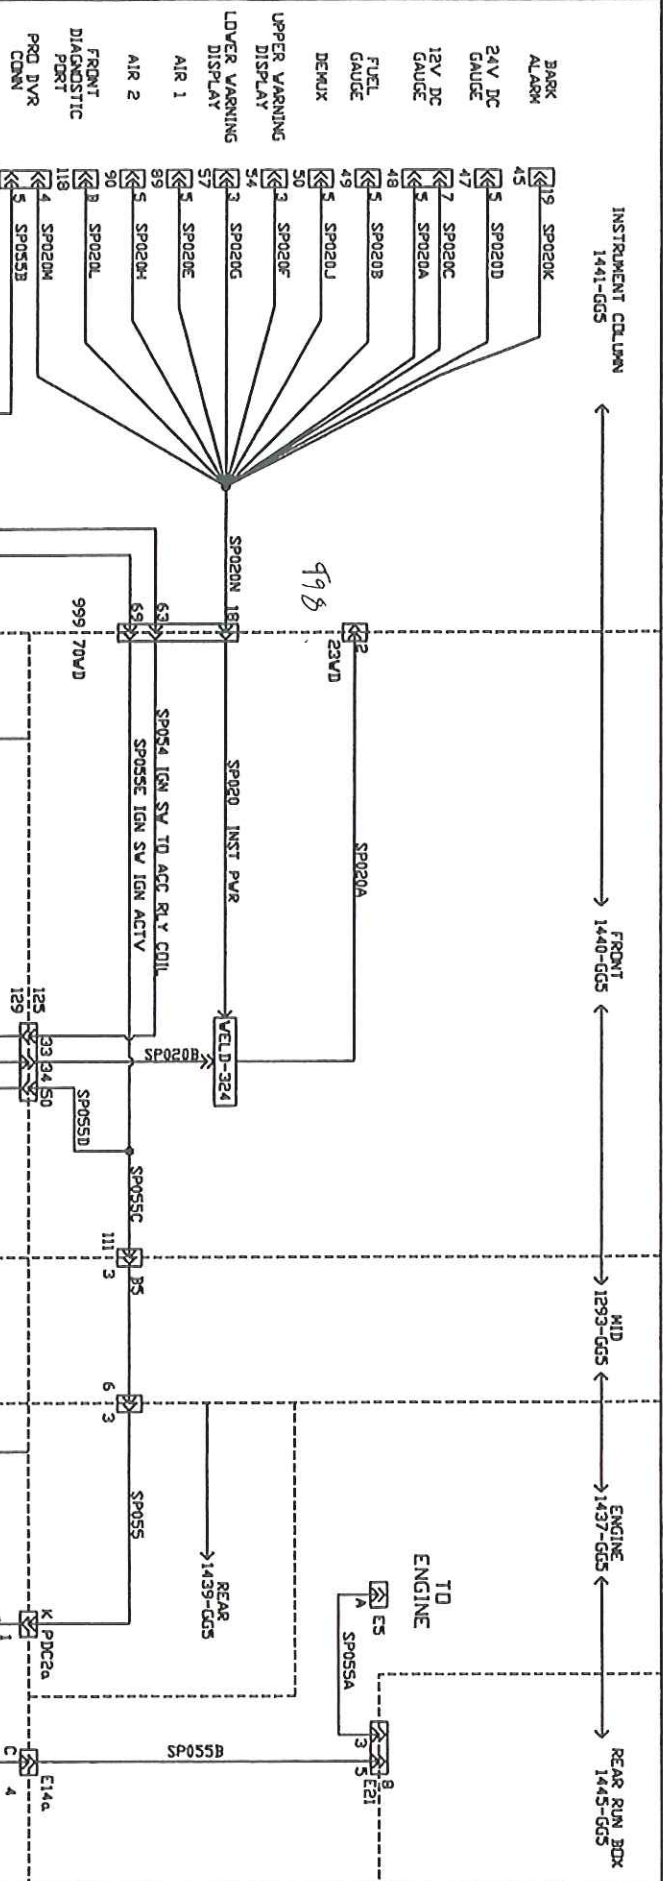 INSTRUMENT COLUMN
1441-GG5
FRONT
1440-GG5
MID
1293-GG5
ENGINE
1437-GG5
REAR RUN BOX
1445-GG5
BARK
ALARM
45
19
SP020K
24V DC
GAUGE
47
5
SP020D
12V DC
GAUGE
7
SP020C
48
5
SP020A
FUEL
GAUGE
49
5
SP020B
DEMUX
50
5
SP020J
UPPER WARNING
DISPLAY
54
3
SP020F
LOWER WARNING
DISPLAY
57
3
SP020G
AIR 1
89
5
SP020E
AIR 2
90
5
SP020H
FRONT
DIAGNOSTIC
PORT
118
B
SP020L
PRO DVR
CONN
4
SP020M
5
SP055B
SP020N
998
2
23WD
SP020A
18
63
69
999 70WD
SP020 INST PWR
SP054 IGN SW TO ACC RLY COIL
SP055E IGN SW IGN ACTV
WELD-324
SP020B
125
129
33 34 50
SP055D
SP055C
111
3
B5
6
3
SP055
REAR
1439-GG5
TO
ENGINE
A
E5
SP055A
3
5
8
E21
SP055B
K
PDC2a
1
C
E14a
4